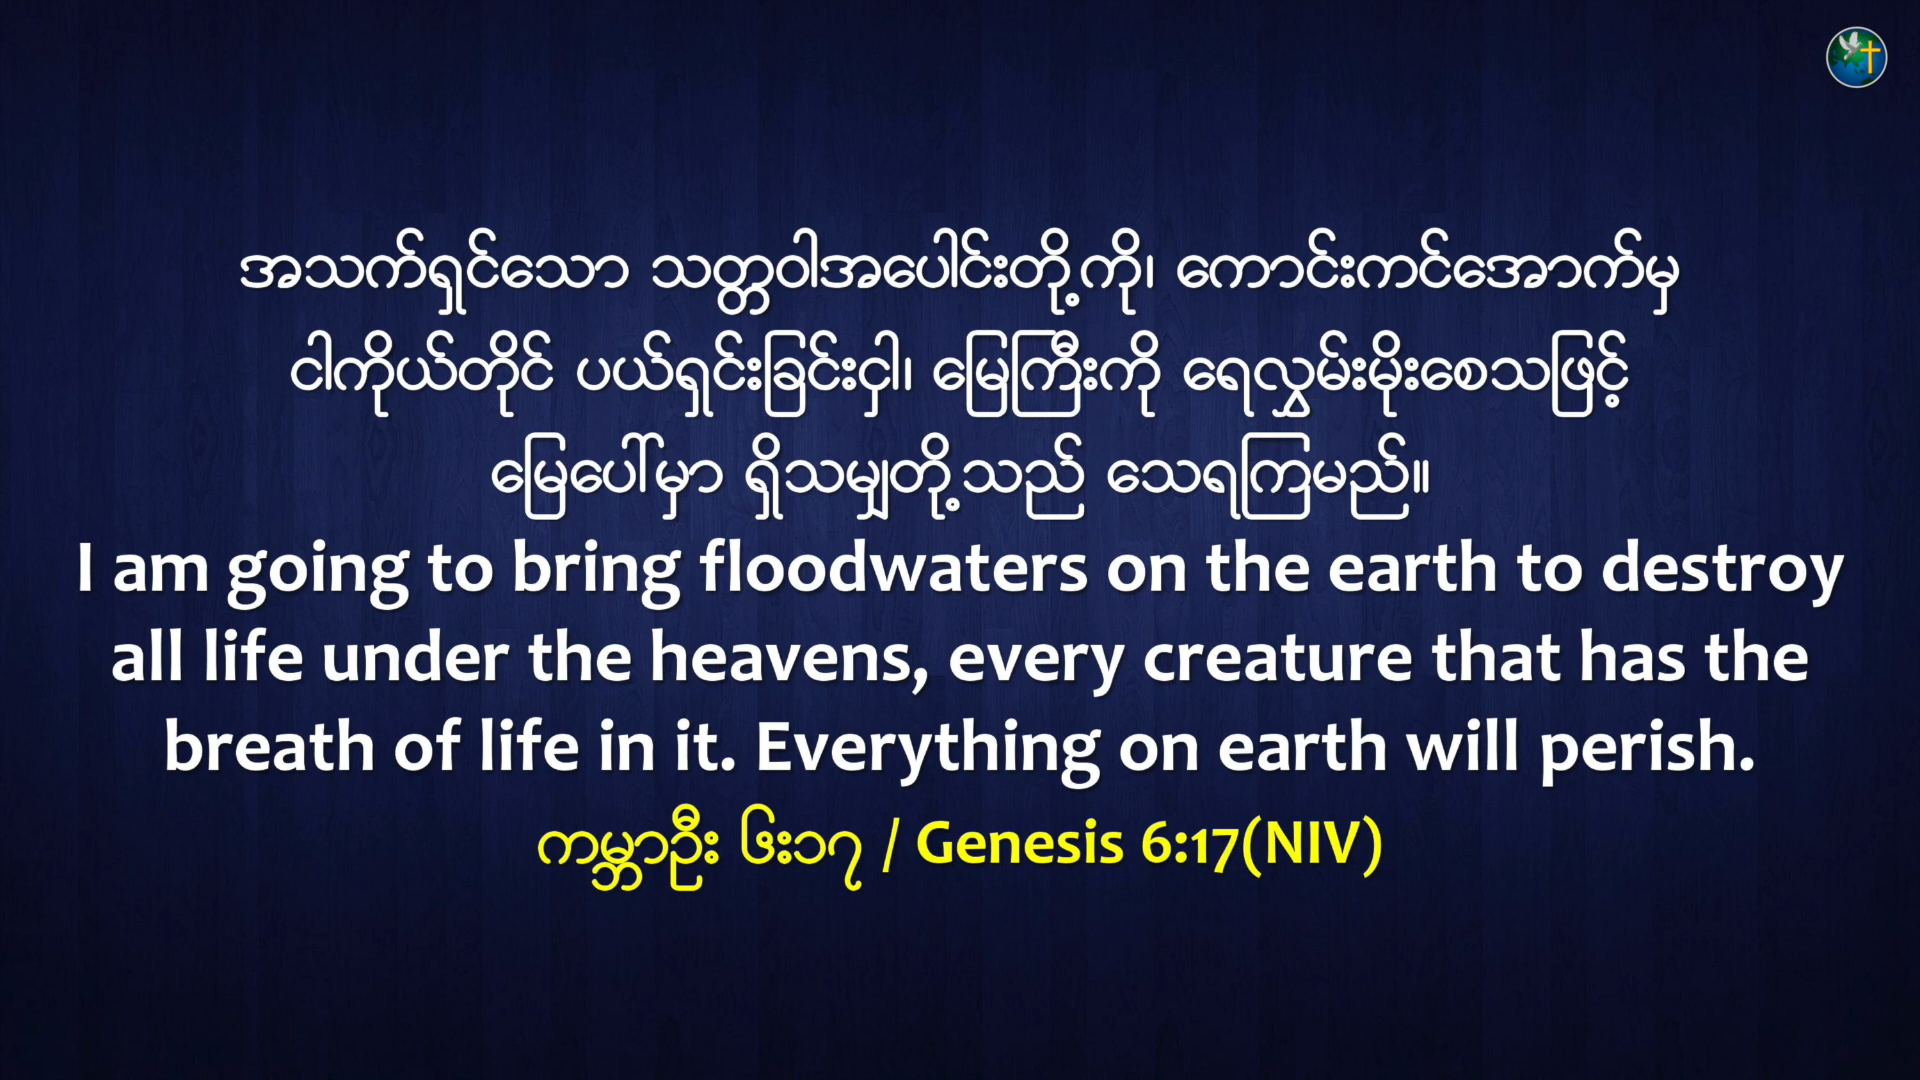 အသက်ရှင်သော သတ္တဝါအပေါင်းတို့ကို၊ ကောင်းကင်အောက်မှ
ငါကိုယ်တိုင် ပယ်ရှင်းခြင်းငှါ၊ မြေကြီးကို ရေလွှမ်းမိုးစေသဖြင့်
မြေပေါ်မှာ ရှိသမျှတို့သည် သေရကြမည်။
I am going to bring floodwaters on the earth to destroy
all life under the heavens, every creature that has the
breath of life in it. Everything on earth will perish.
ကမ္ဘာဦး ၆း၁၇ / Genesis 6:17(NIV)